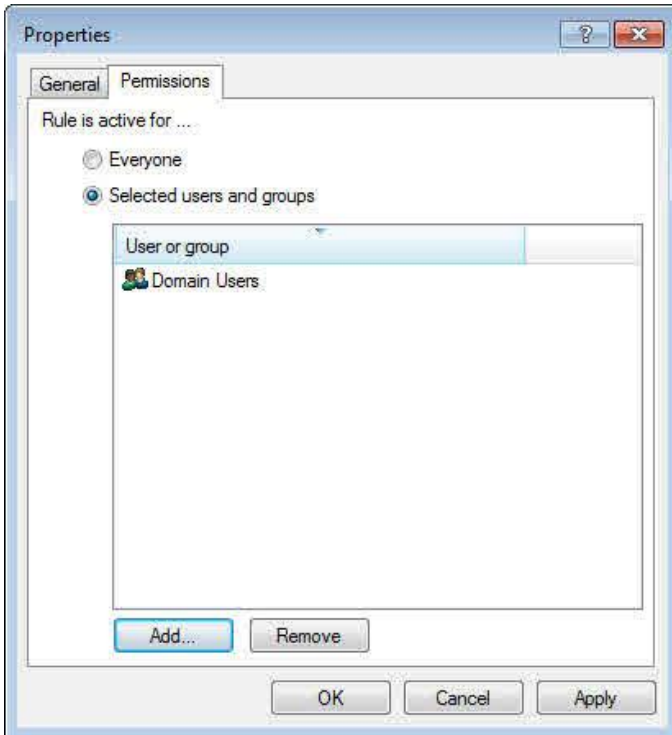 Properties
General Permissions
Rule is active for ...
Everyone
Selected users and groups
User or group
Domain Users
Add... Remove
OK Cancel Apply